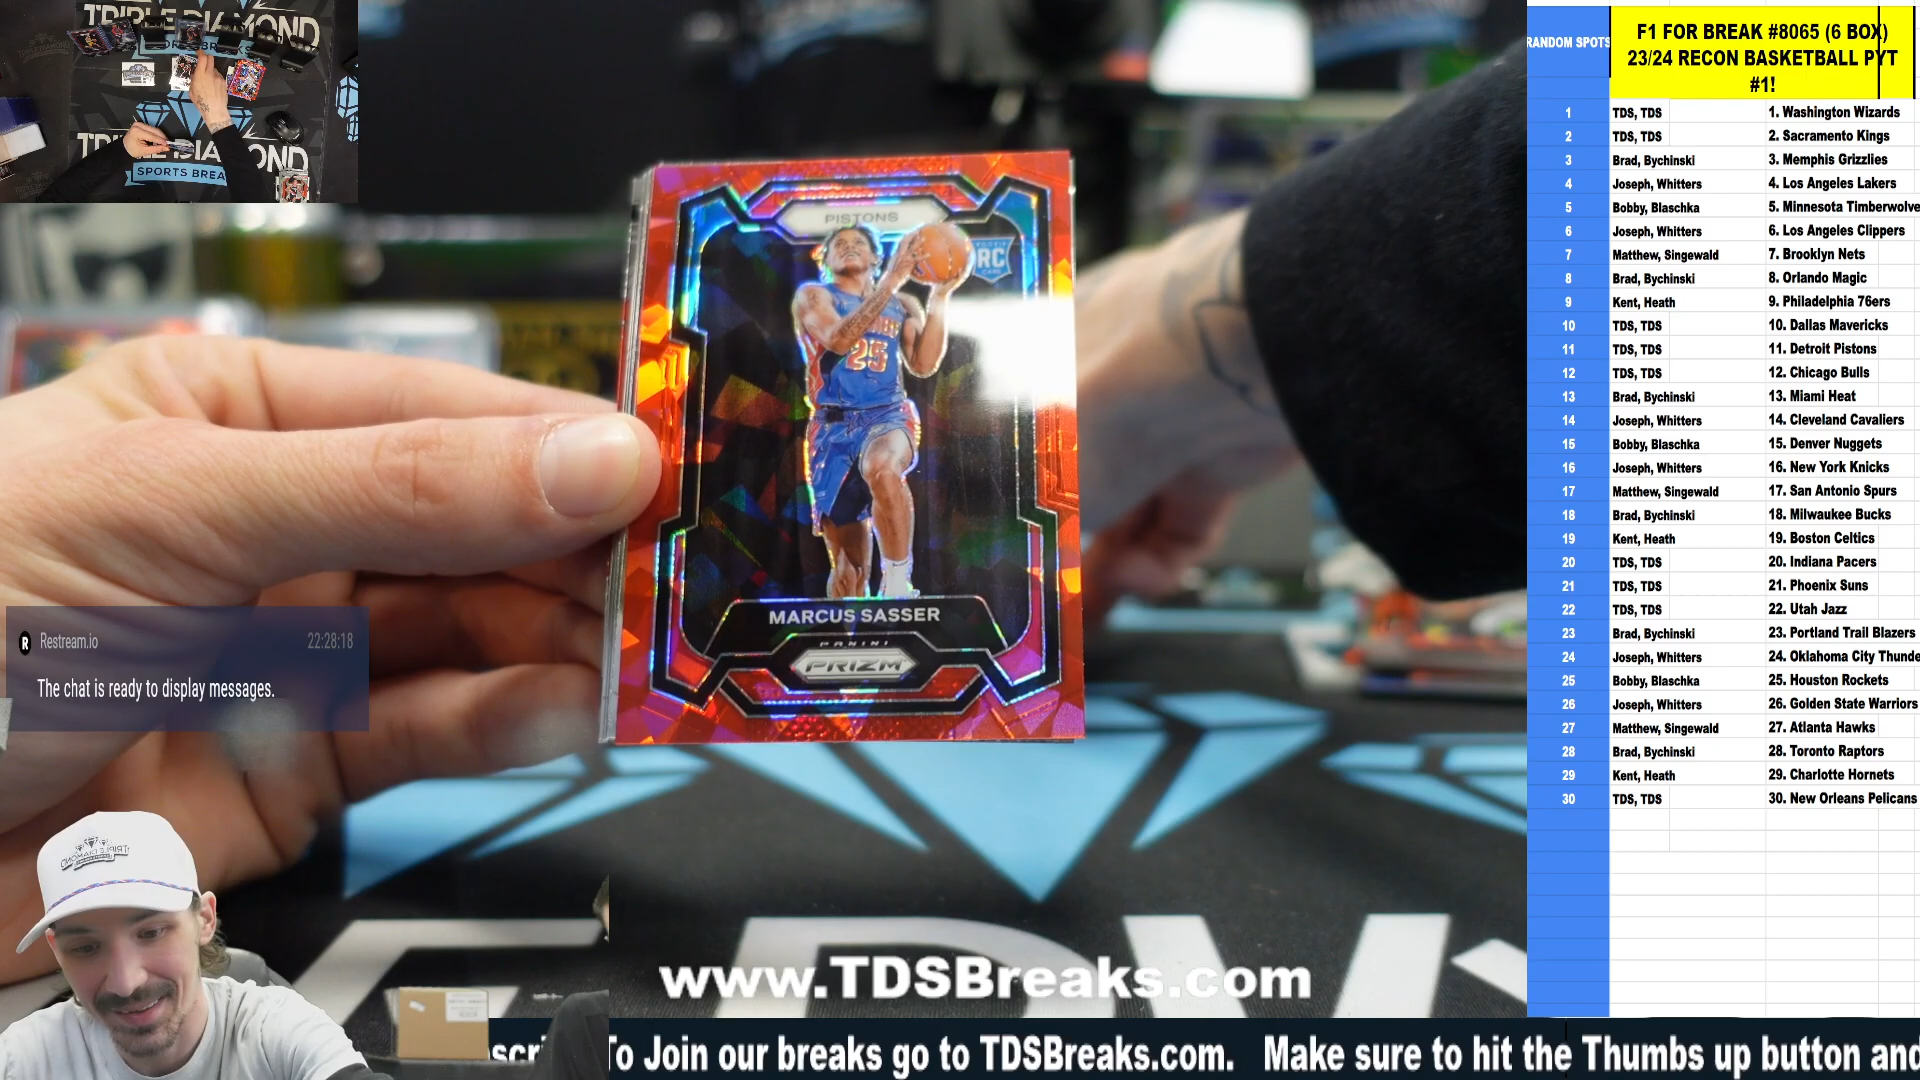 TRIPLE DIAMOND
TRIPLE DIAMOND
SPORTS BREA
Restream.io 22:28:18
The chat is ready to display messages.
PISTONS
RC
25
MARCUS SASSER
PANINI
PRIZM
www.TDSBreaks.com
To Join our breaks go to TDSBreaks.com. Make sure to hit the Thumbs up button and
RANDOM SPOTS
F1 FOR BREAK #8065 (6 BOX)
23/24 RECON BASKETBALL PYT
#1!
1 TDS, TDS 1. Washington Wizards
2 TDS, TDS 2. Sacramento Kings
3 Brad, Bychinski 3. Memphis Grizzlies
4 Joseph, Whitters 4. Los Angeles Lakers
5 Bobby, Blaschka 5. Minnesota Timberwolve
6 Joseph, Whitters 6. Los Angeles Clippers
7 Matthew, Singewald 7. Brooklyn Nets
8 Brad, Bychinski 8. Orlando Magic
9 Kent, Heath 9. Philadelphia 76ers
10 TDS, TDS 10. Dallas Mavericks
11 TDS, TDS 11. Detroit Pistons
12 TDS, TDS 12. Chicago Bulls
13 Brad, Bychinski 13. Miami Heat
14 Joseph, Whitters 14. Cleveland Cavaliers
15 Bobby, Blaschka 15. Denver Nuggets
16 Joseph, Whitters 16. New York Knicks
17 Matthew, Singewald 17. San Antonio Spurs
18 Brad, Bychinski 18. Milwaukee Bucks
19 Kent, Heath 19. Boston Celtics
20 TDS, TDS 20. Indiana Pacers
21 TDS, TDS 21. Phoenix Suns
22 TDS, TDS 22. Utah Jazz
23 Brad, Bychinski 23. Portland Trail Blazers
24 Joseph, Whitters 24. Oklahoma City Thunde
25 Bobby, Blaschka 25. Houston Rockets
26 Joseph, Whitters 26. Golden State Warriors
27 Matthew, Singewald 27. Atlanta Hawks
28 Brad, Bychinski 28. Toronto Raptors
29 Kent, Heath 29. Charlotte Hornets
30 TDS, TDS 30. New Orleans Pelicans